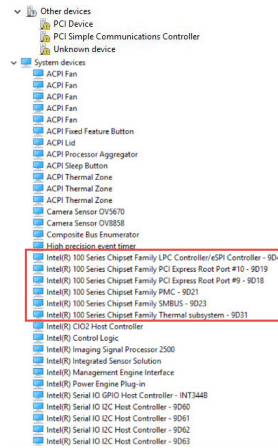 Other devices
PCI Device
PCI Simple Communications Controller
Unknown device
System devices
ACPI Fan
ACPI Fan
ACPI Fan
ACPI Fan
ACPI Fan
ACPI Fixed Feature Button
ACPI Lid
ACPI Processor Aggregator
ACPI Sleep Button
ACPI Thermal Zone
ACPI Thermal Zone
ACPI Thermal Zone
Camera Sensor OV5670
Camera Sensor OV8858
Composite Bus Enumerator
High precision event timer
Intel(R) 100 Series Chipset Family LPC Controller/eSPI Controller - 9D4
Intel(R) 100 Series Chipset Family PCI Express Root Port #10 - 9D19
Intel(R) 100 Series Chipset Family PCI Express Root Port #9 - 9D18
Intel(R) 100 Series Chipset Family PMC - 9D21
Intel(R) 100 Series Chipset Family SMBUS - 9D23
Intel(R) 100 Series Chipset Family Thermal subsystem - 9D31
Intel(R) CIO2 Host Controller
Intel(R) Control Logic
Intel(R) Imaging Signal Processor 2500
Intel(R) Integrated Sensor Solution
Intel(R) Management Engine Interface
Intel(R) Power Engine Plug-in
Intel(R) Serial IO GPIO Host Controller - INT344B
Intel(R) Serial IO I2C Host Controller - 9D60
Intel(R) Serial IO I2C Host Controller - 9D61
Intel(R) Serial IO I2C Host Controller - 9D62
Intel(R) Serial IO I2C Host Controller - 9D63